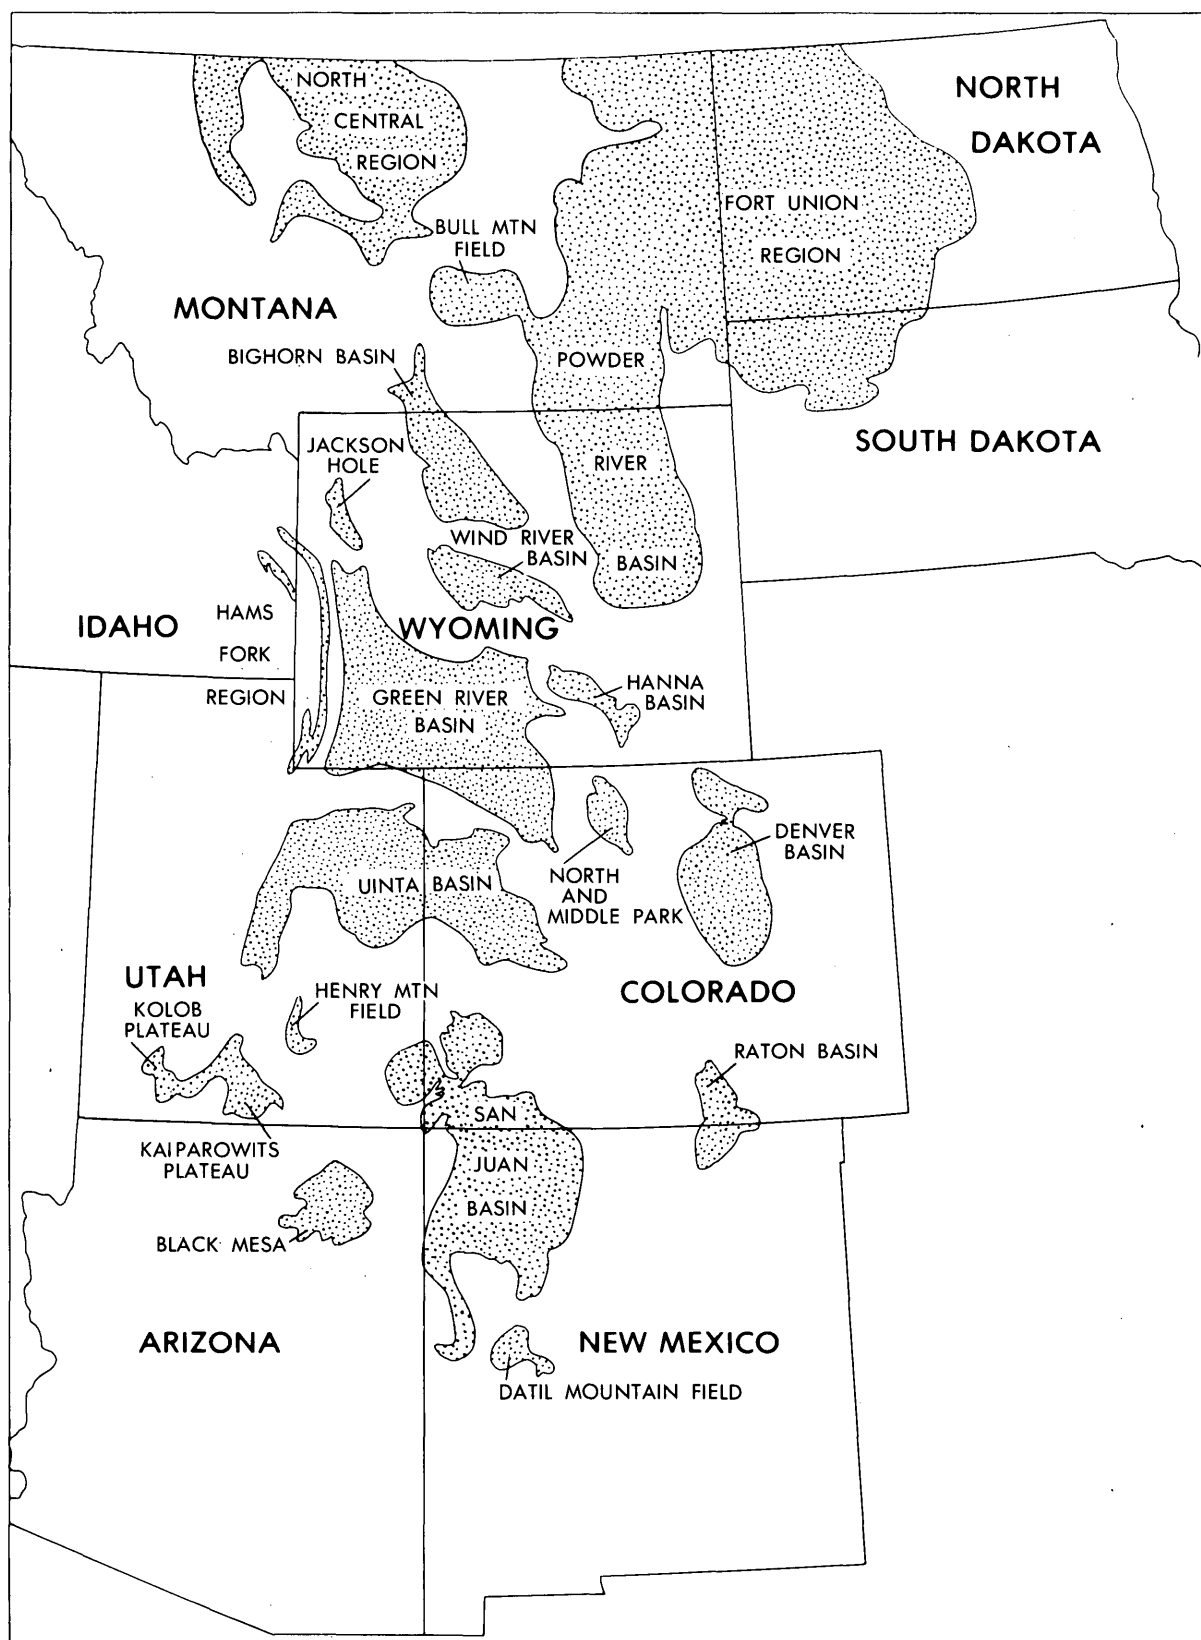 NORTH
CENTRAL
REGION
NORTH
DAKOTA
FORT UNION
REGION
BULL MTN
FIELD
MONTANA
BIGHORN BASIN
POWDER
RIVER
BASIN
SOUTH DAKOTA
JACKSON
HOLE
WIND RIVER
BASIN
IDAHO
HAMS
FORK
REGION
WYOMING
GREEN RIVER
BASIN
HANNA
BASIN
DENVER
BASIN
UINTA BASIN
NORTH
AND
MIDDLE PARK
UTAH
KOLOB
PLATEAU
HENRY MTN
FIELD
COLORADO
RATON BASIN
SAN
JUAN
BASIN
KAIPAROWITS
PLATEAU
BLACK MESA
ARIZONA
NEW MEXICO
DATIL MOUNTAIN FIELD